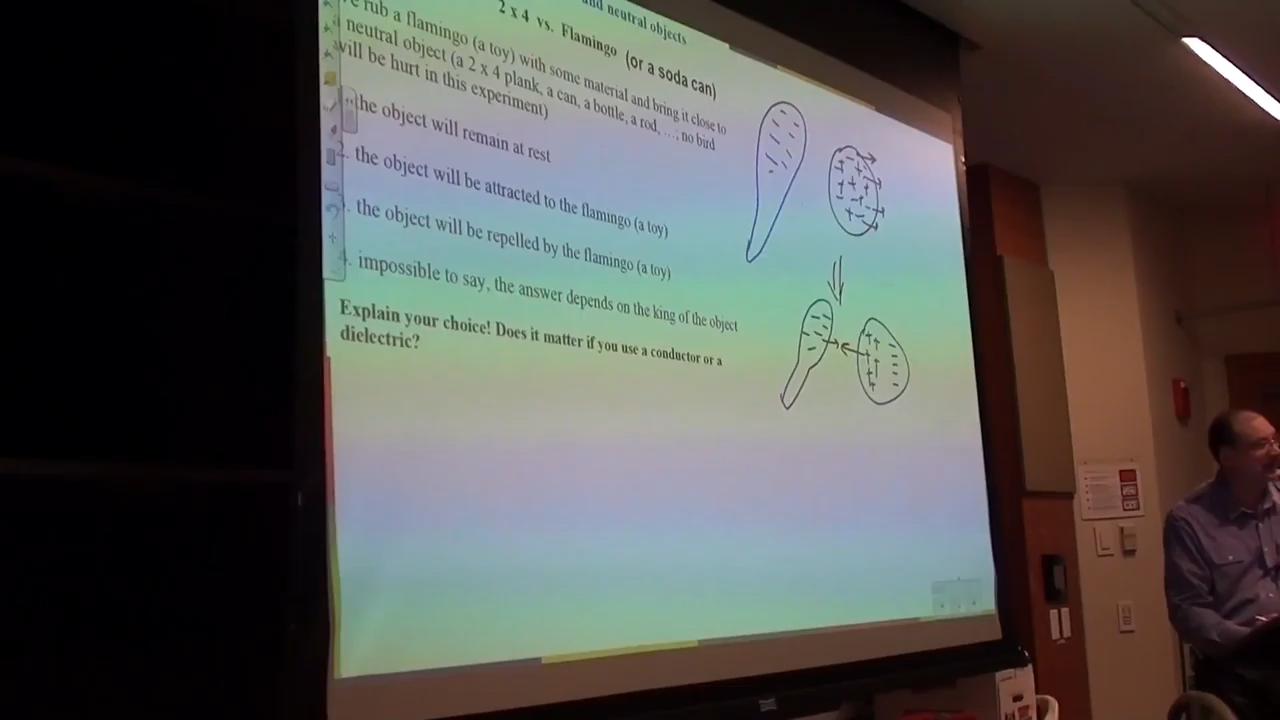 and neutral objects
2 x 4 vs. Flamingo (or a soda can)
rub a flamingo (a toy) with some material and bring it close to
neutral object (a 2 x 4 plank, a can, a bottle, a rod, ...; no bird
will be hurt in this experiment)
the object will remain at rest
2. the object will be attracted to the flamingo (a toy)
. the object will be repelled by the flamingo (a toy)
4. impossible to say, the answer depends on the king of the object
Explain your choice! Does it matter if you use a conductor or a
dielectric?